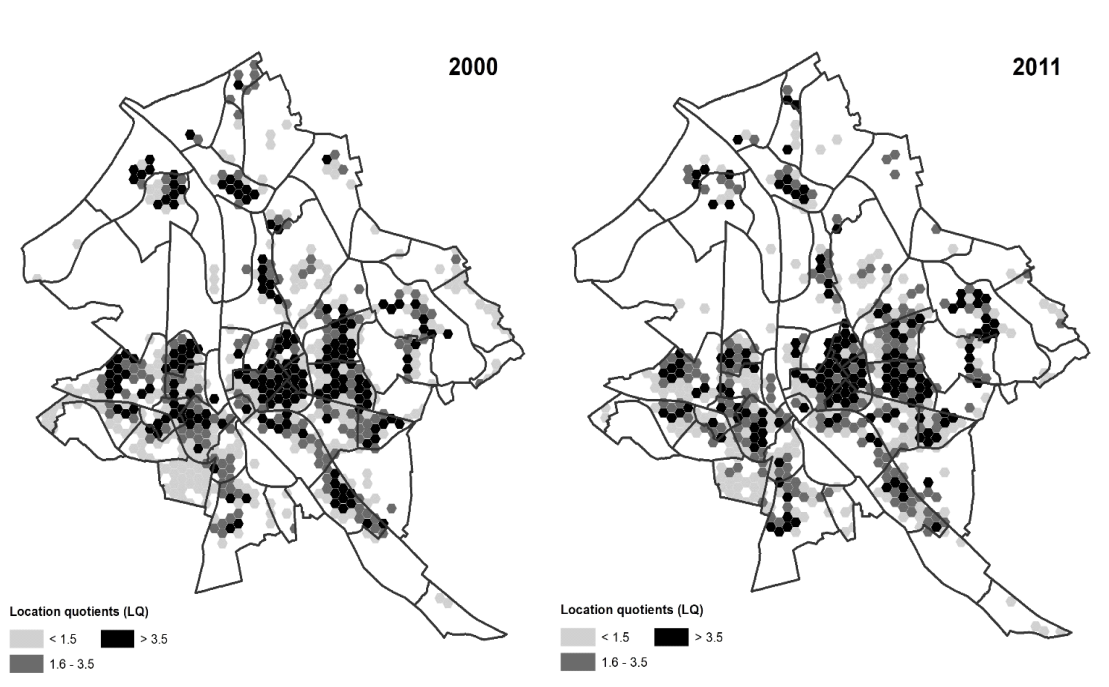 2000
2011
Location quotients (LQ)
< 1.5
> 3.5
1.6 - 3.5
Location quotients (LQ)
< 1.5
> 3.5
1.6 - 3.5